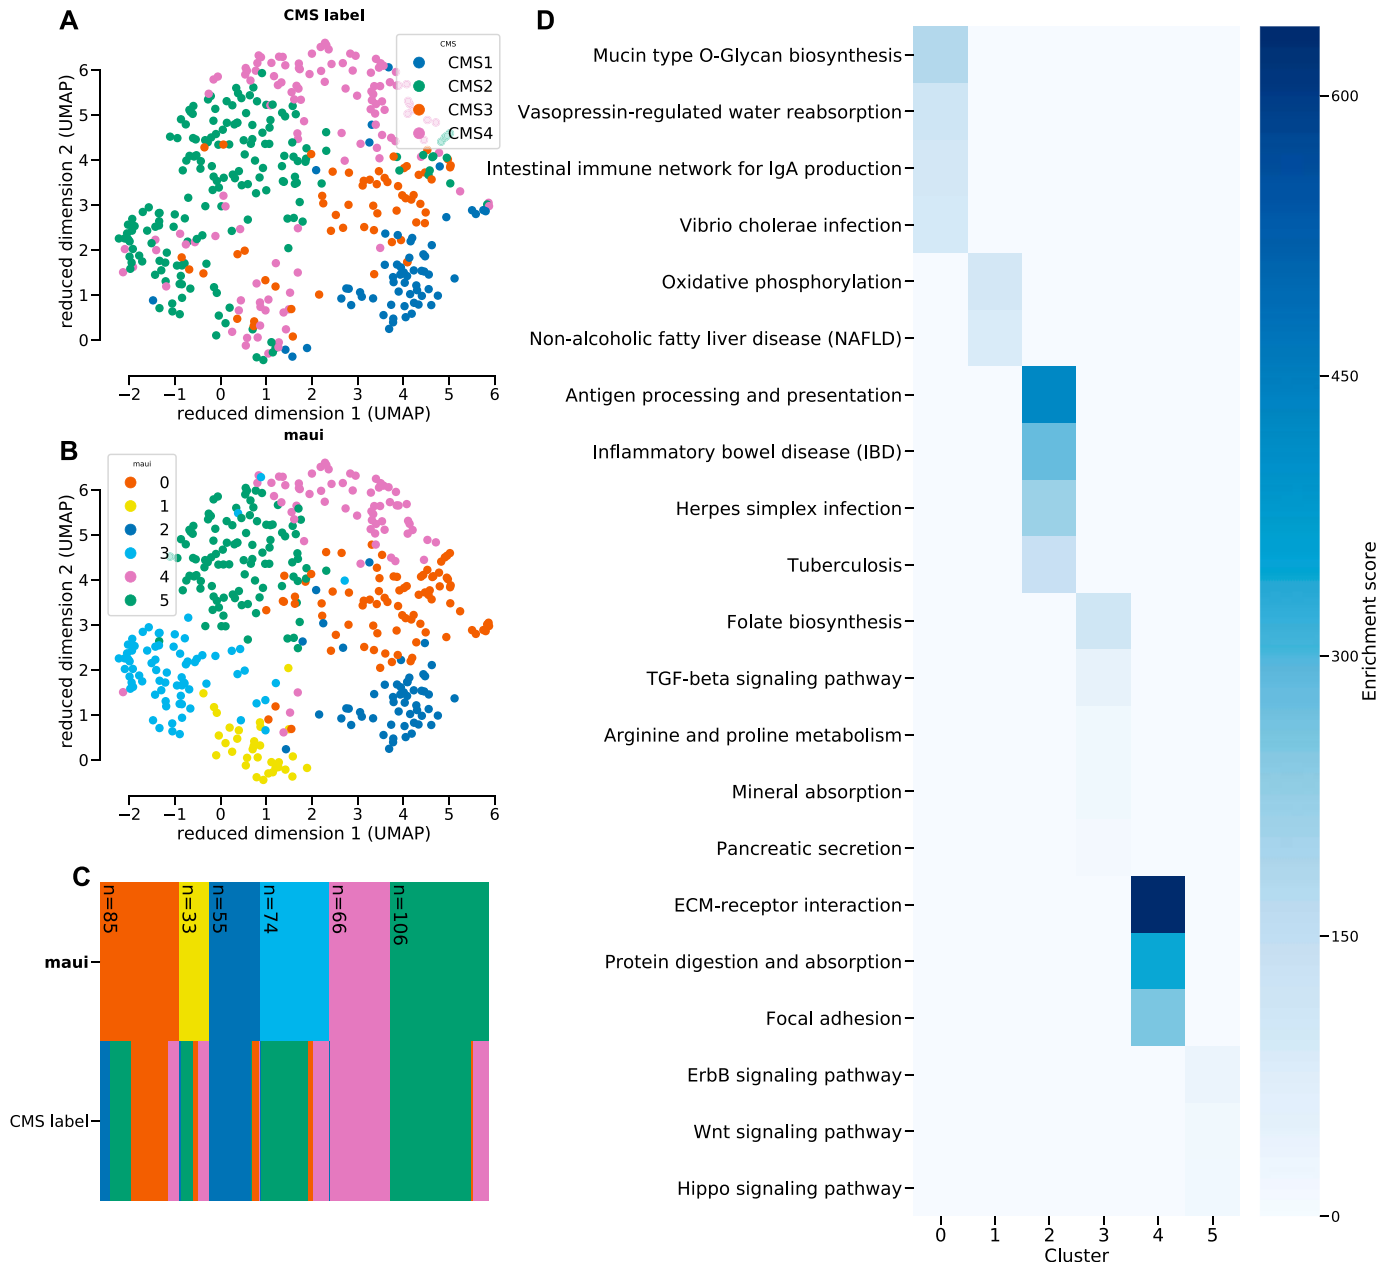 A
CMS label
reduced dimension 2 (UMAP)
6
5
4
3
2
1
0
CMS
CMS1
CMS2
CMS3
CMS4
−2 −1 0 1 2 3 4 5 6
reduced dimension 1 (UMAP)
B
maui
reduced dimension 2 (UMAP)
6
5
4
3
2
1
0
maui
0
1
2
3
4
5
−2 −1 0 1 2 3 4 5 6
reduced dimension 1 (UMAP)
C
n=85
n=33
n=55
n=74
n=66
n=106
maui
CMS label
D
Mucin type O-Glycan biosynthesis
Vasopressin-regulated water reabsorption
Intestinal immune network for IgA production
Vibrio cholerae infection
Oxidative phosphorylation
Non-alcoholic fatty liver disease (NAFLD)
Antigen processing and presentation
Inflammatory bowel disease (IBD)
Herpes simplex infection
Tuberculosis
Folate biosynthesis
TGF-beta signaling pathway
Arginine and proline metabolism
Mineral absorption
Pancreatic secretion
ECM-receptor interaction
Protein digestion and absorption
Focal adhesion
ErbB signaling pathway
Wnt signaling pathway
Hippo signaling pathway
0 1 2 3 4 5
Cluster
600
450
300
150
0
Enrichment score